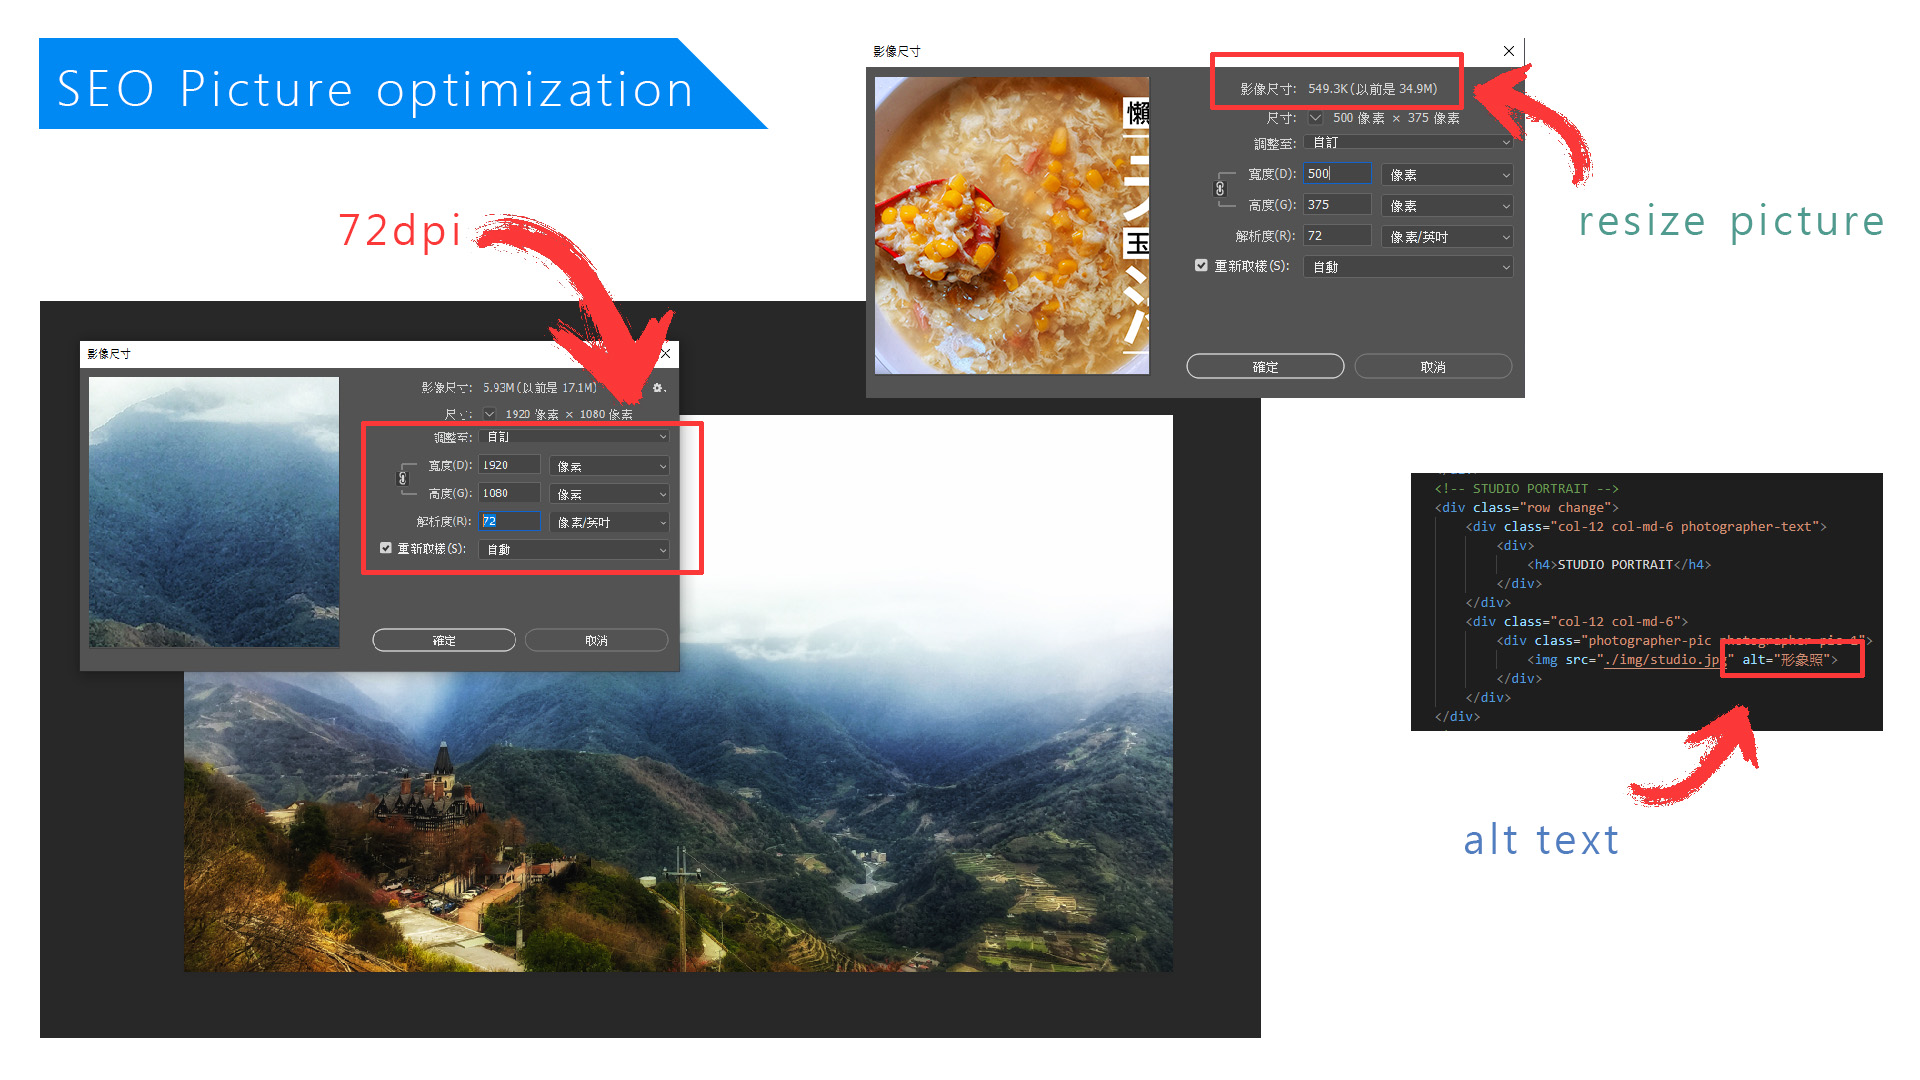 SEO Picture optimization
影像尺寸
影像尺寸: 549.3K (以前是 34.9M)
尺寸: 500 像素 × 375 像素
調整至: 自訂
寬度(D): 500 像素
高度(G): 375 像素
解析度(R): 72 像素/英吋
重新取樣(S): 自動
確定 取消
懶
玉
resize picture
72dpi
影像尺寸
影像尺寸: 5.93M (以前是 17.1M)
尺寸: 1920 像素 × 1080 像素
調整至: 自訂
寬度(D): 1920 像素
高度(G): 1080 像素
解析度(R): 72 像素/英吋
重新取樣(S): 自動
確定 取消
<!-- STUDIO PORTRAIT -->
<div class="row change">
<div class="col-12 col-md-6 photographer-text">
<div>
<h4>STUDIO PORTRAIT</h4>
</div>
</div>
<div class="col-12 col-md-6">
<div class="photographer-pic photographer-pic-1">
<img src="./img/studio.jpg" alt="形象照">
</div>
</div>
</div>
alt text